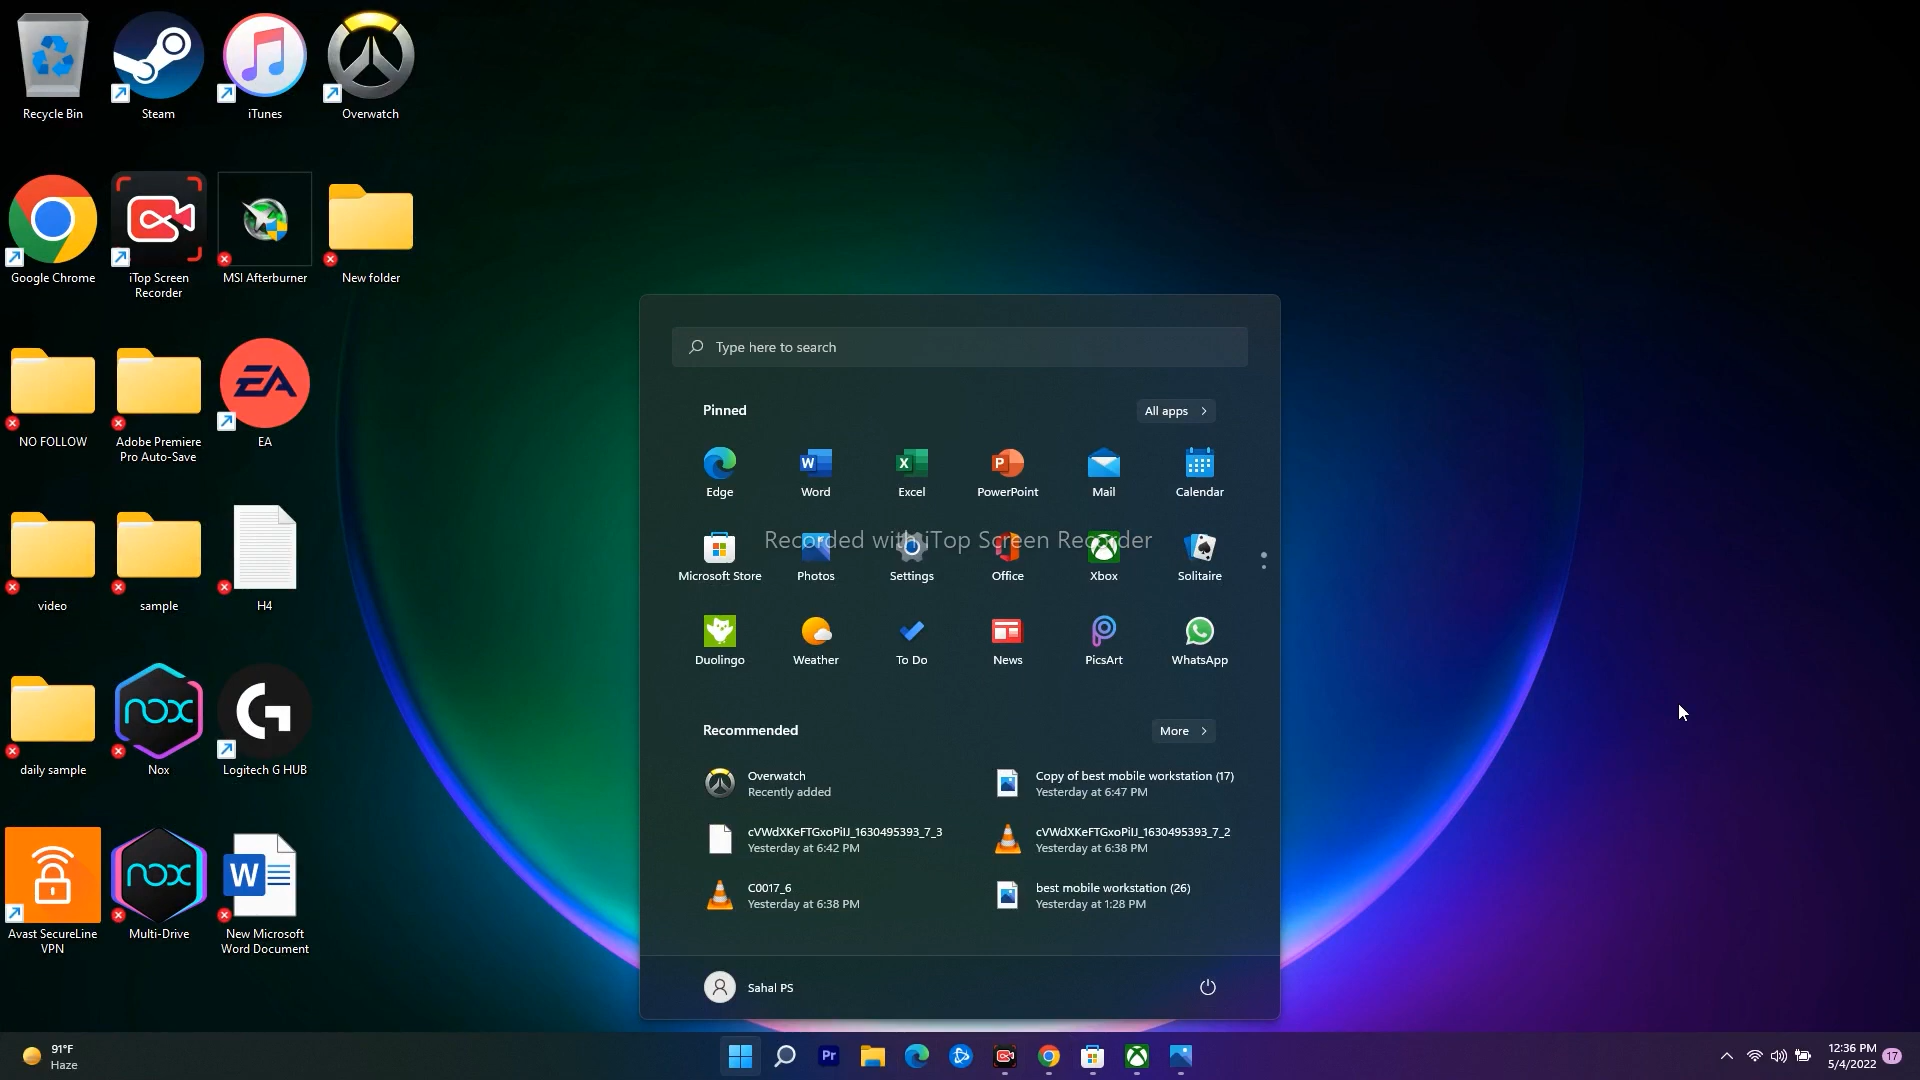 Recycle Bin
Steam
iTunes
Overwatch
Google Chrome
iTop Screen
Recorder
MSI Afterburner
New folder
NO FOLLOW
Adobe Premiere
Pro Auto-Save
EA
EA
video
sample
H4
daily sample
nox
Nox
G
Logitech G HUB
Avast SecureLine
VPN
nox
Multi-Drive
W
New Microsoft
Word Document
Type here to search
Pinned
All apps
Edge
Word
Excel
PowerPoint
Mail
Calendar
Recorded with iTop Screen Recorder
Microsoft Store
Photos
Settings
Office
Xbox
Solitaire
Duolingo
Weather
To Do
News
PicsArt
WhatsApp
Recommended
More
Overwatch
Recently added
Copy of best mobile workstation (17)
Yesterday at 6:47 PM
cVWdXKeFTGxoPiIJ_1630495393_7_3
Yesterday at 6:42 PM
cVWdXKeFTGxoPiIJ_1630495393_7_2
Yesterday at 6:38 PM
C0017_6
Yesterday at 6:38 PM
best mobile workstation (26)
Yesterday at 1:28 PM
Sahal PS
91°F
Haze
Pr
12:36 PM
5/4/2022
17